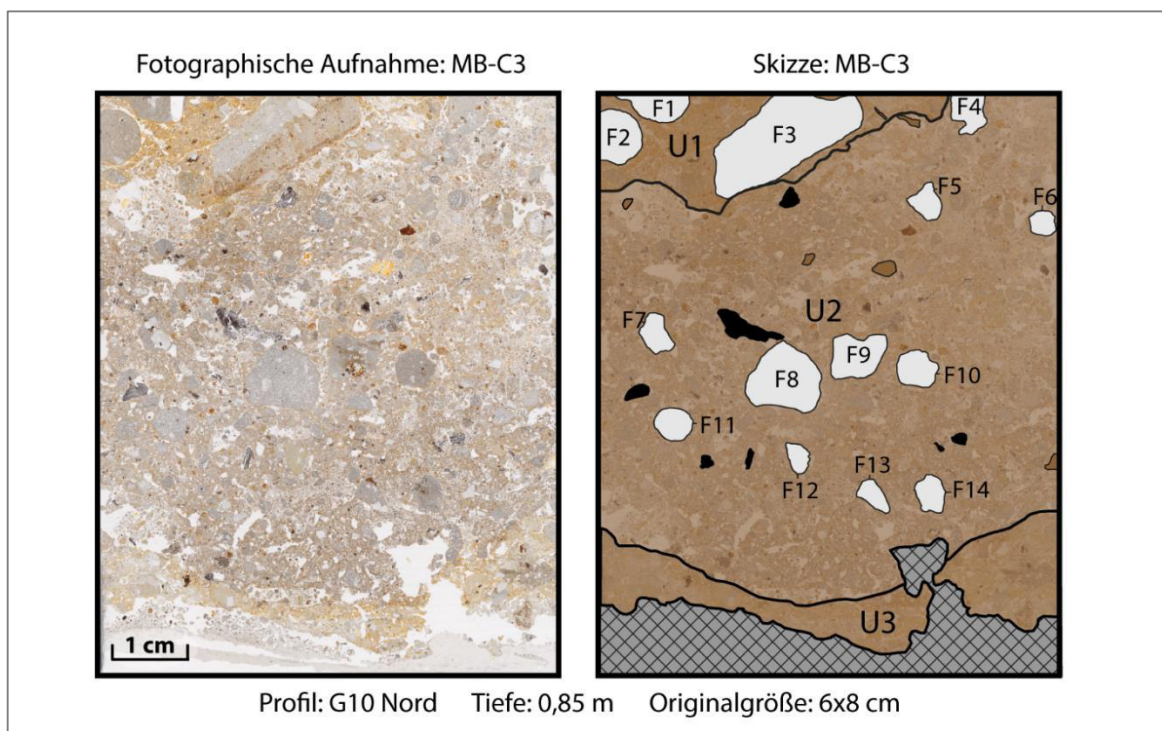 Fotographische Aufnahme: MB-C3
Skizze: MB-C3
F1
F2
F3
F4
U1
F5
F6
U2
F7
F8
F9
F10
F11
F12
F13
F14
U3
1 cm
Profil: G10 Nord Tiefe: 0,85 m Originalgröße: 6x8 cm